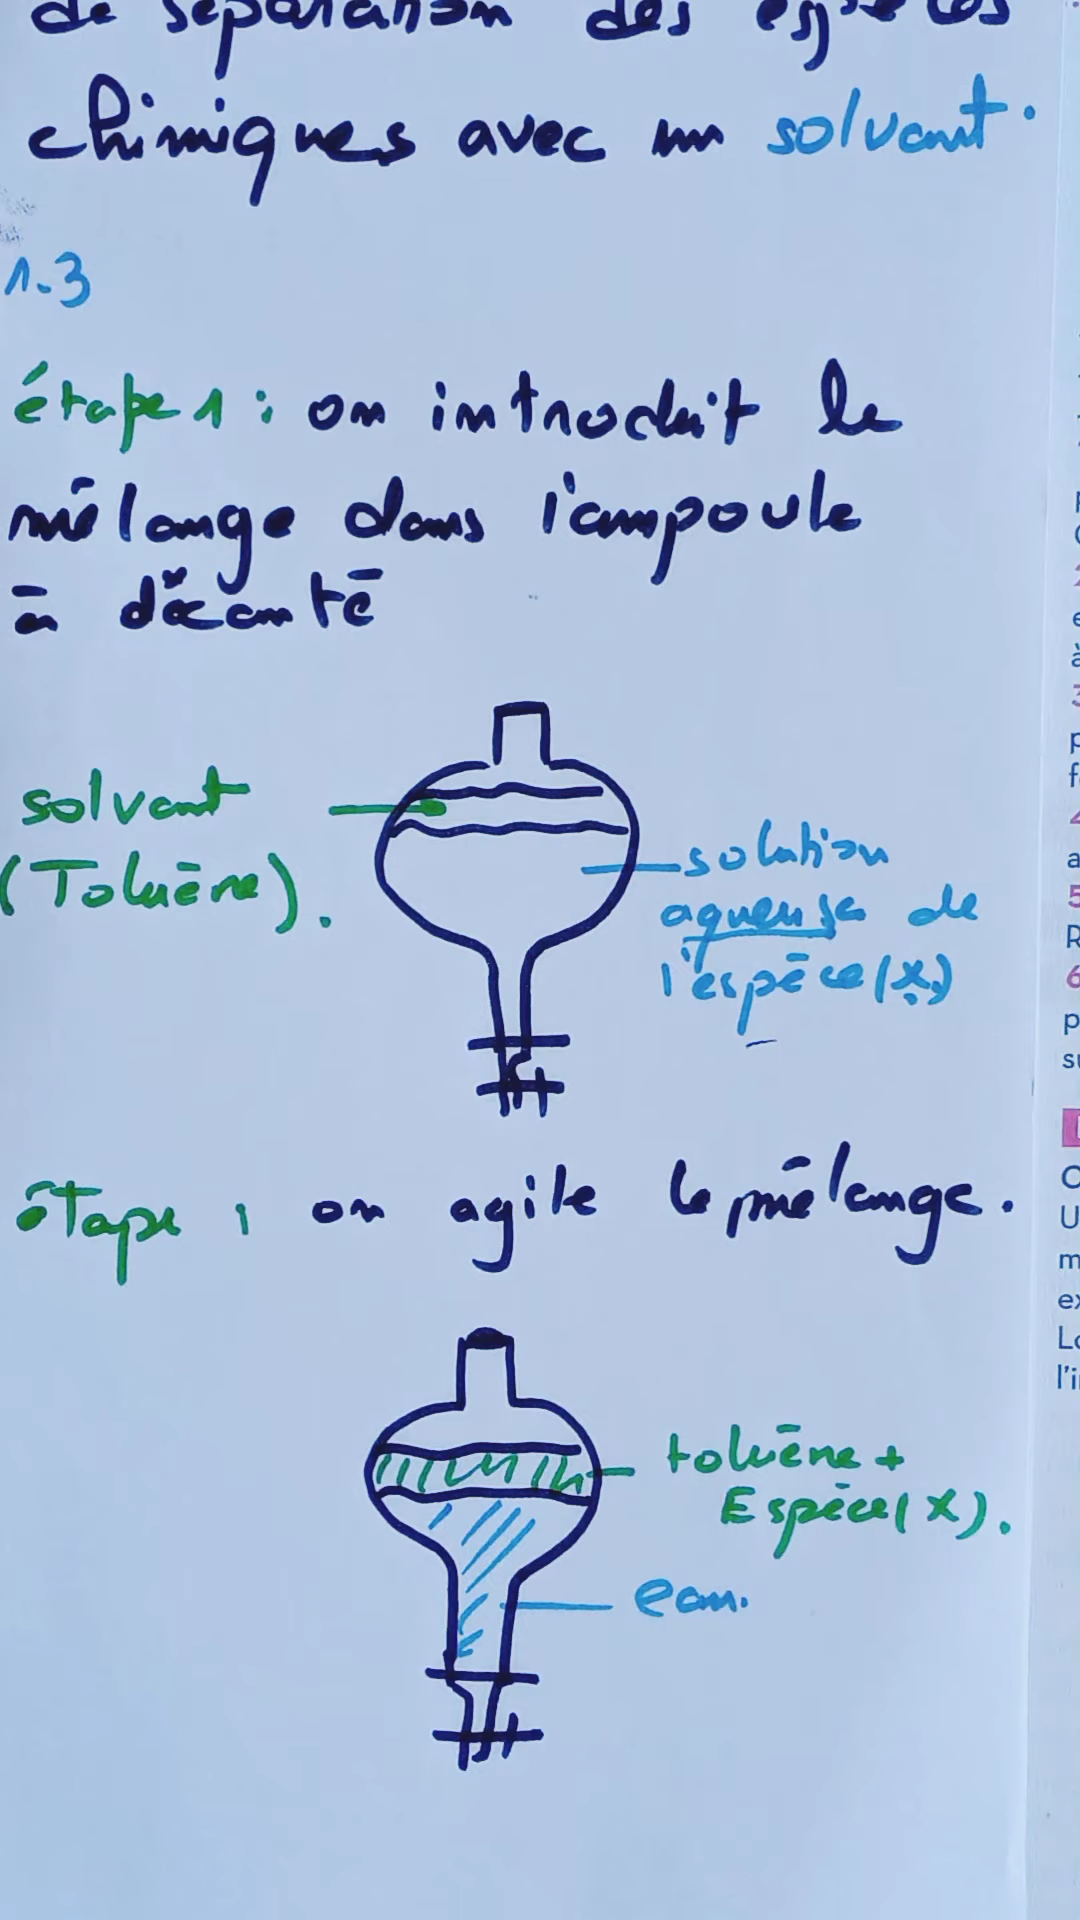 de séparation des espèces
chimiques avec un solvant.
1.3
étape 1 : on introduit le
mélange dans l'ampoule
à décanté
solvant
(Toluène).
solution
aqueuse de
l'espèce (x)
étape : on agite le mélange.
toluène +
Espèce (x).
eau.